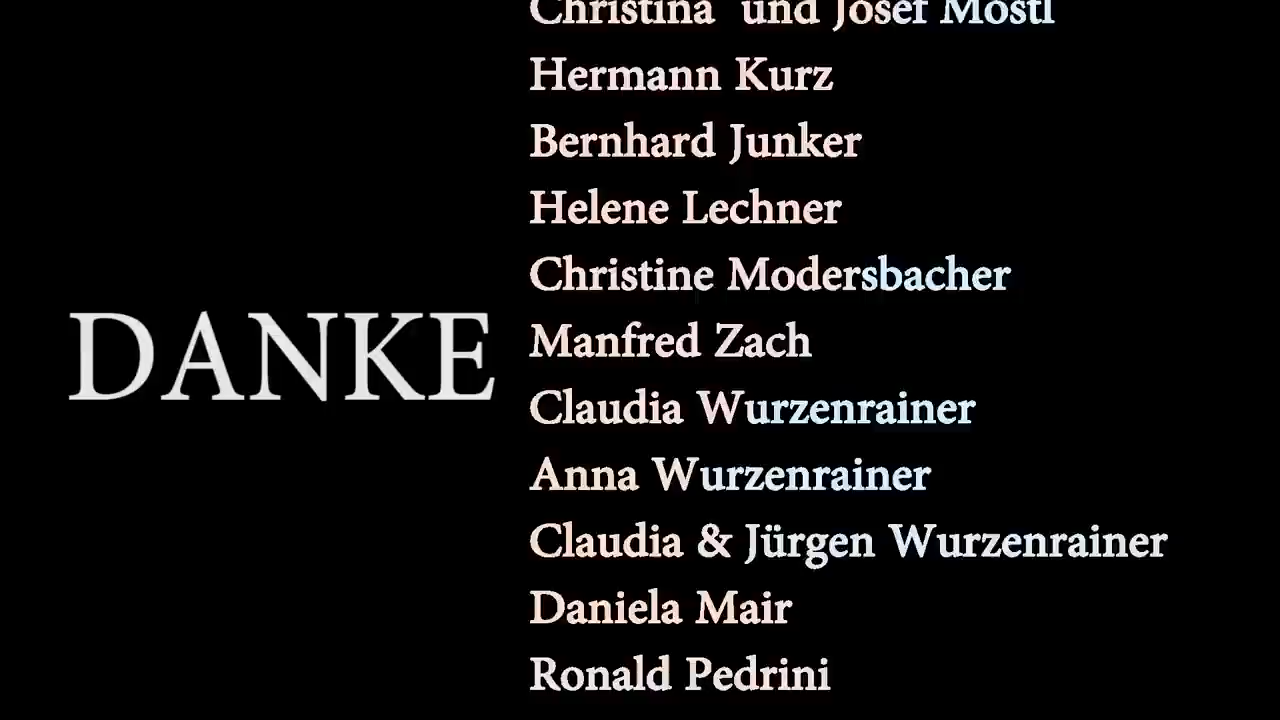 Christina und Josef Möstl
Hermann Kurz
Bernhard Junker
Helene Lechner
Christine Modersbacher
DANKE
Manfred Zach
Claudia Wurzenrainer
Anna Wurzenrainer
Claudia & Jürgen Wurzenrainer
Daniela Mair
Ronald Pedrini